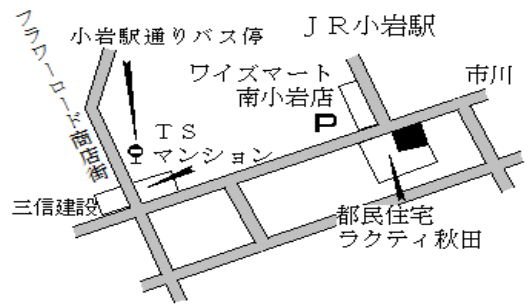 フラワーロード商店街
小岩駅通りバス停
ＪＲ小岩駅
ワイズマート
南小岩店
市川
P
ＴＳ
マンション
三信建設
都民住宅
ラクティ秋田